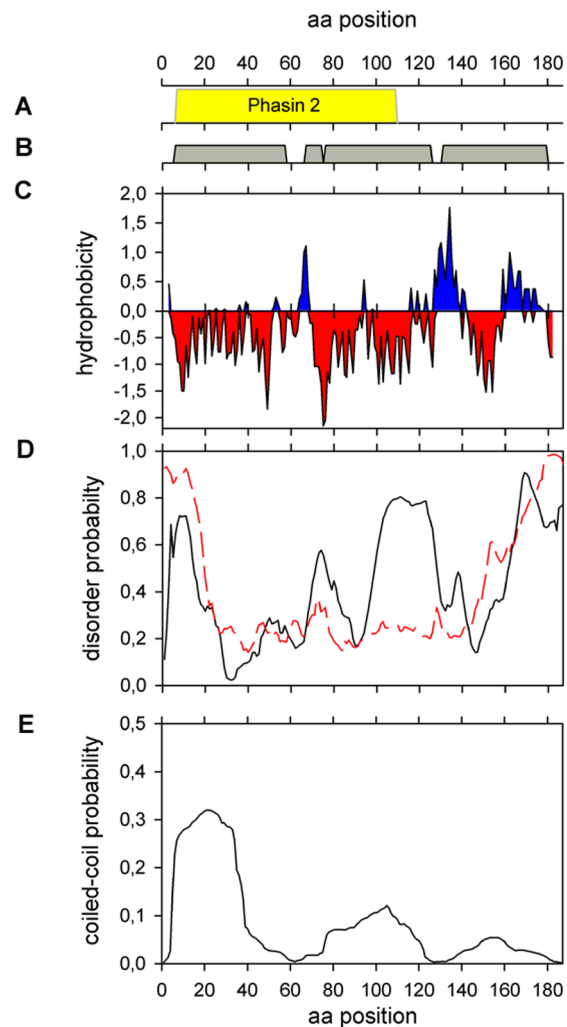 aa position
0 20 40 60 80 100 120 140 160 180
A
Phasin 2
B
C
hydrophobicity
2,0
1,5
1,0
0,5
0,0
-0,5
-1,0
-1,5
-2,0
D
disorder probabilty
1,0
0,8
0,6
0,4
0,2
0,0
E
coiled-coil probability
0,5
0,4
0,3
0,2
0,1
0,0
0 20 40 60 80 100 120 140 160 180
aa position